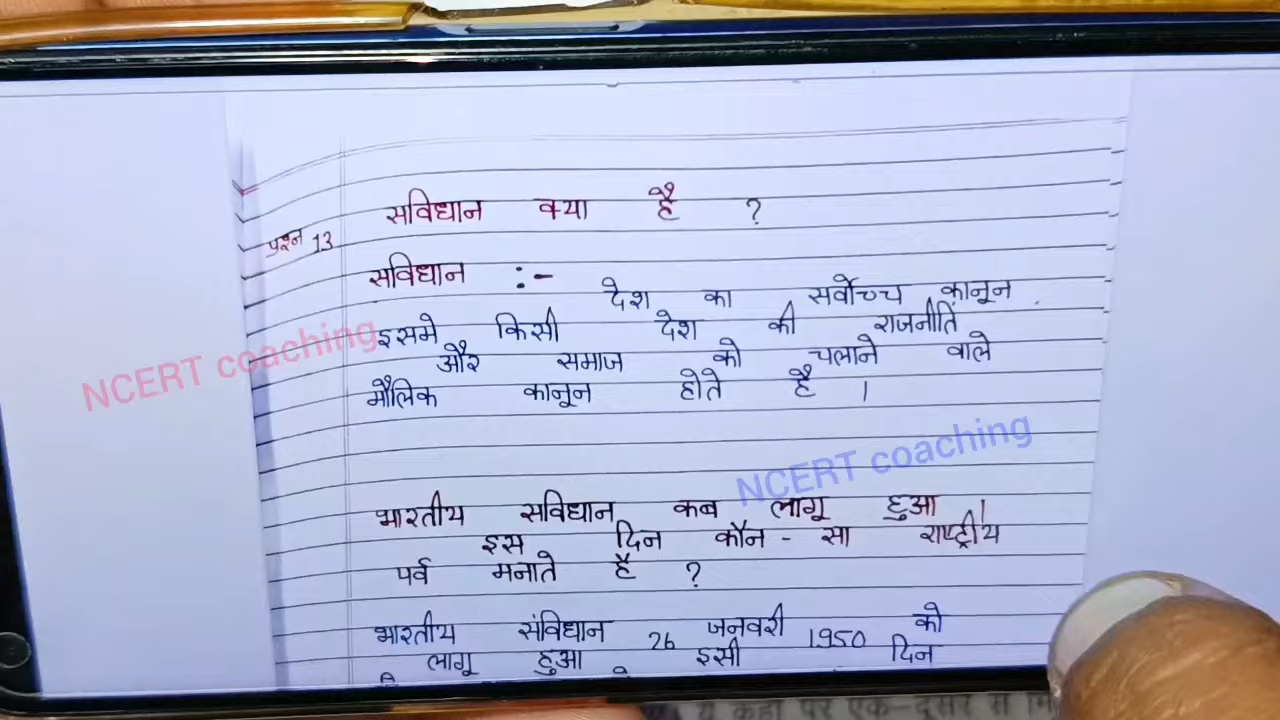 सविधान क्या है ?
प्रश्न 13
सविधान :-
देश का सर्वोच्च कानून
इसमे किसी देश की राजनीति
और समाज को चलाने वाले
मौलिक कानून होते है ।
NCERT coaching
NCERT coaching
भारतीय सविधान कब लागू हुआ ।
इस दिन कौन - सा राष्ट्रीय
पर्व मनाते है ?
भारतीय संविधान 26 जनवरी 1950 को
लागू हुआ इसी दिन